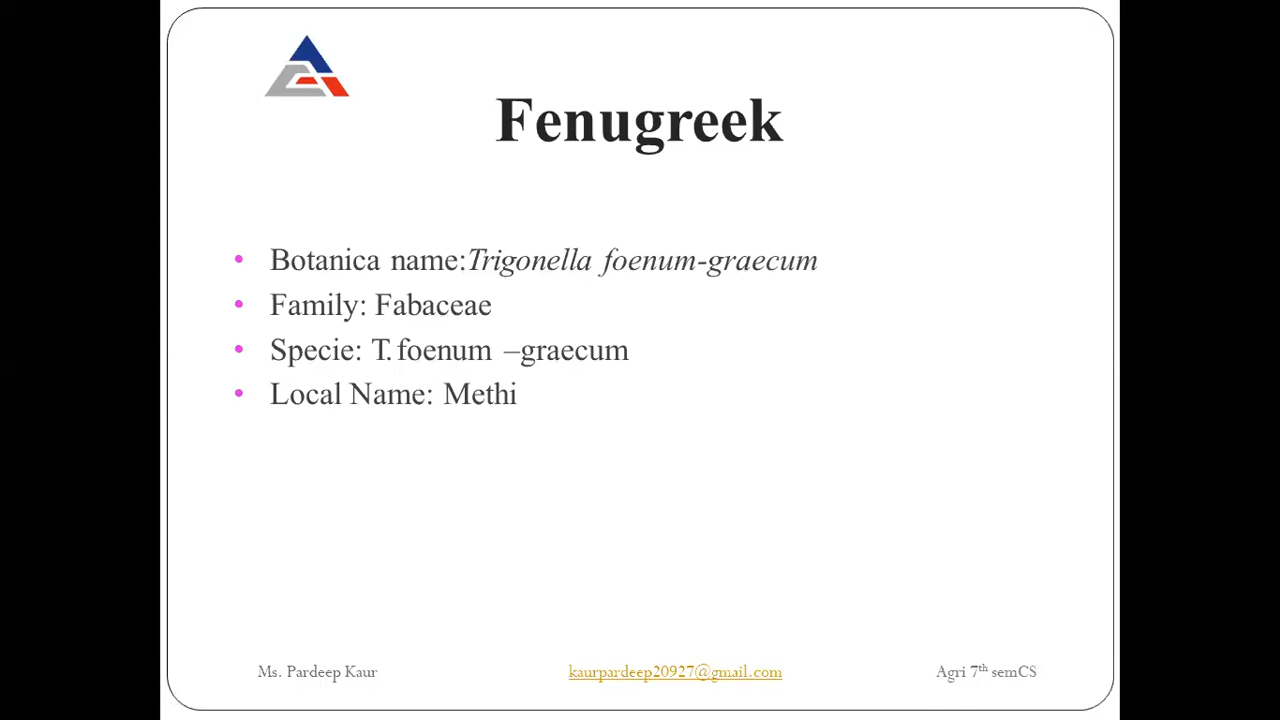 Fenugreek
• Botanica name:Trigonella foenum-graecum
• Family: Fabaceae
• Specie: T. foenum –graecum
• Local Name: Methi
Ms. Pardeep Kaur kaurpardeep20927@gmail.com Agri 7th semCS